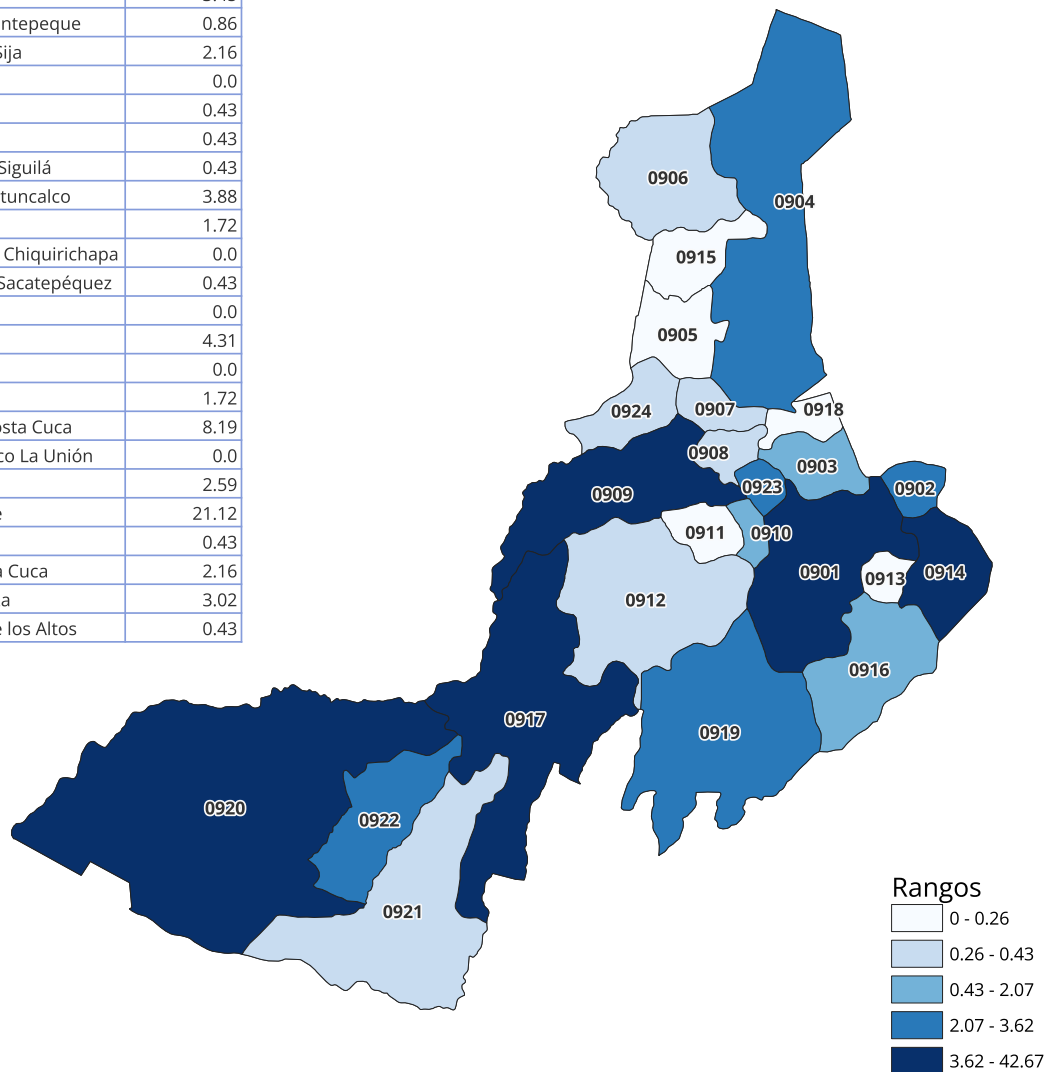 ntepeque 0.86
Sija 2.16
0.0
0.43
0.43
Siguilá 0.43
tuncalco 3.88
1.72
Chiquirichapa 0.0
Sacatepéquez 0.43
0.0
4.31
0.0
1.72
osta Cuca 8.19
co La Unión 0.0
2.59
e 21.12
0.43
a Cuca 2.16
a 3.02
e los Altos 0.43
0906
0904
0915
0905
0924
0907
0918
0908
0903
0909
0923
0902
0911
0910
0901
0913
0914
0912
0916
0917
0919
0920
0922
0921
Rangos
0 - 0.26
0.26 - 0.43
0.43 - 2.07
2.07 - 3.62
3.62 - 42.67